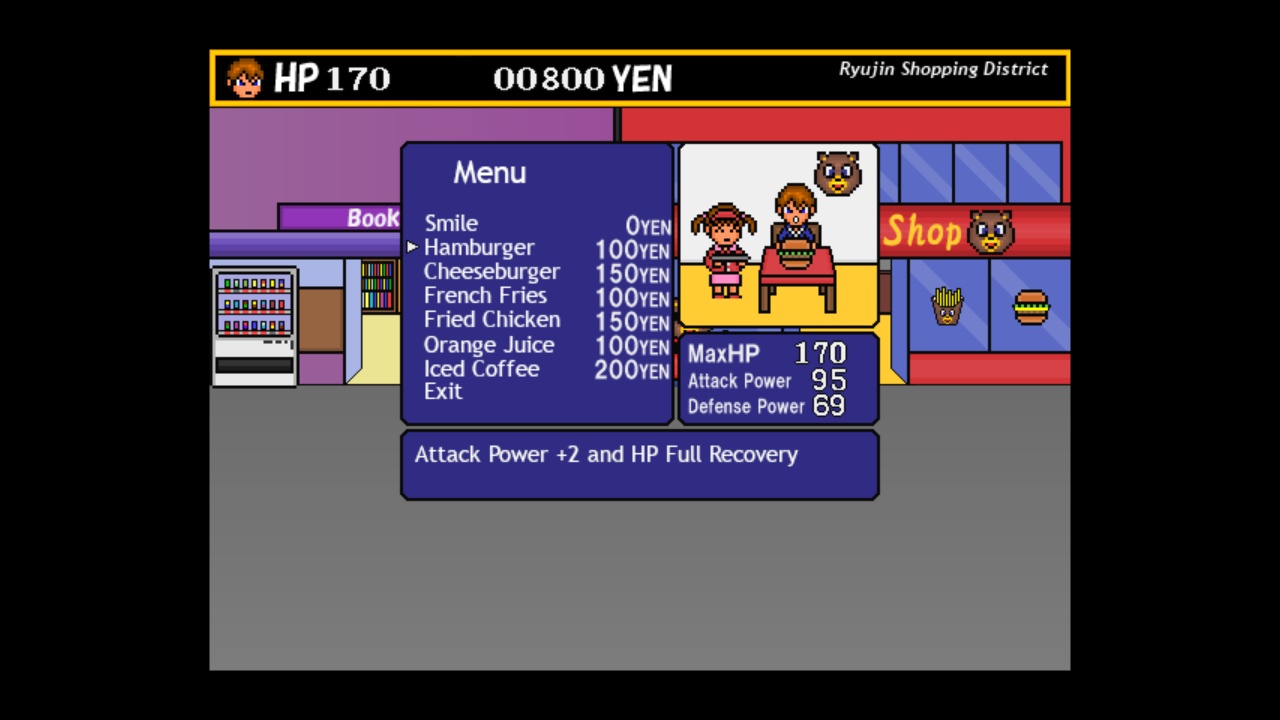 HP 170 00800 YEN Ryujin Shopping District
Book
Shop
Menu
Smile 0YEN
Hamburger 100YEN
Cheeseburger 150YEN
French Fries 100YEN
Fried Chicken 150YEN
Orange Juice 100YEN
Iced Coffee 200YEN
Exit
MaxHP 170
Attack Power 95
Defense Power 69
Attack Power +2 and HP Full Recovery